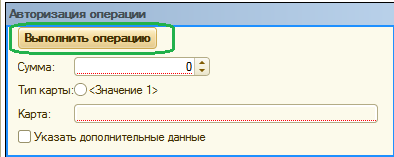 Авторизация операции
Выполнить операцию
Сумма: 0
Тип карты: <Значение 1>
Карта:
Указать дополнительные данные